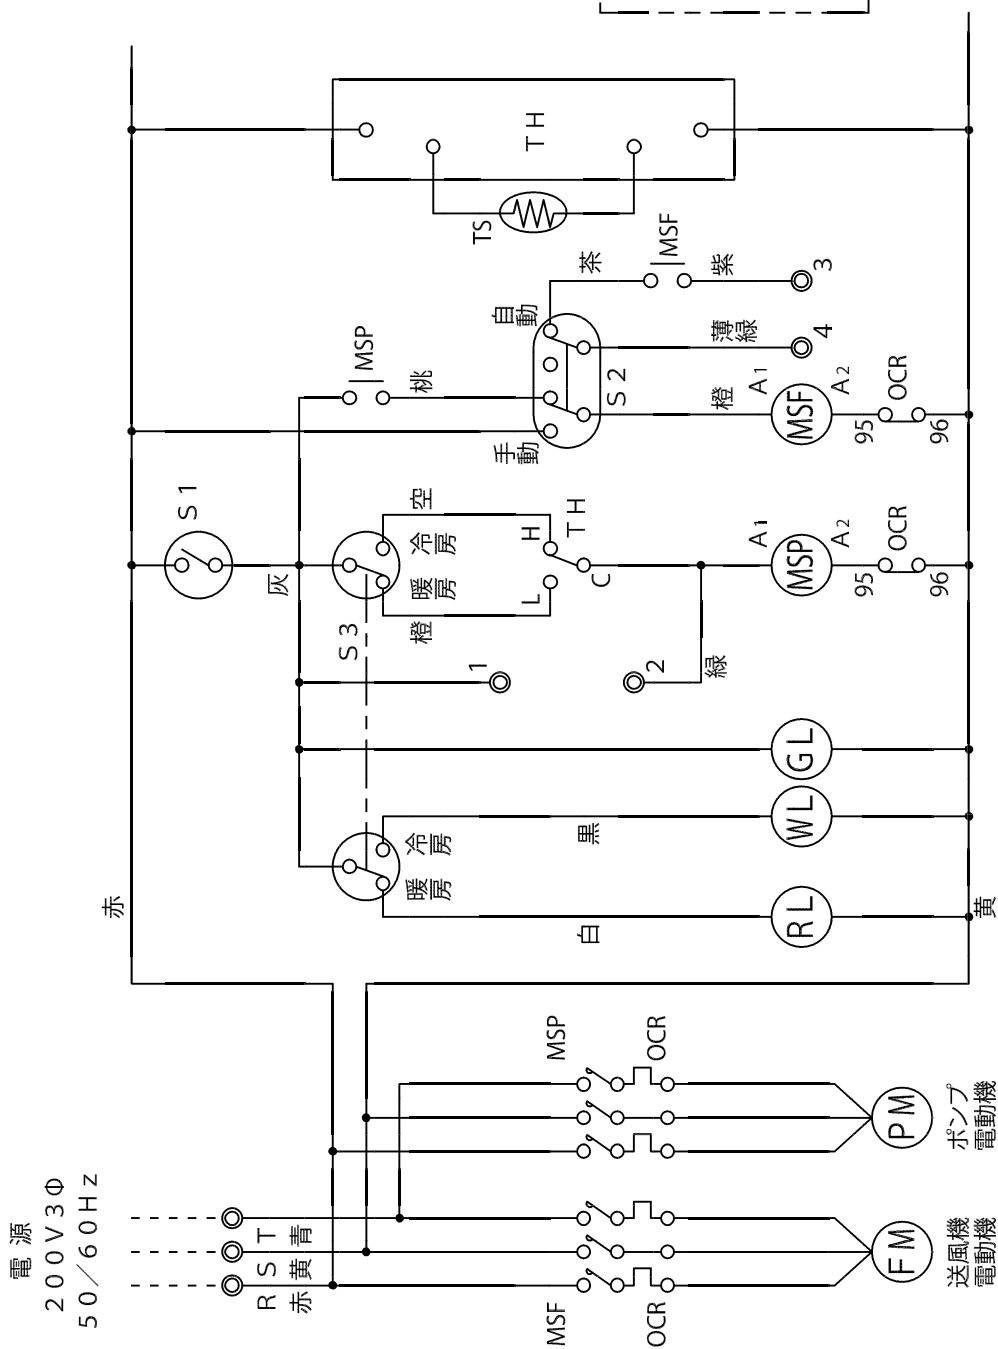 電源
200V3Φ
50/60Hz
R S T
赤 黄 青
MSF
OCR
MSP
OCR
FM
送風機
電動機
PM
ポンプ
電動機
赤
黄
暖房
冷房
白
黒
RL
WL
GL
S3
S1
灰
1
2
緑
暖房
冷房
橙
空
L
H
TH
C
A1
MSP
A2
95
OCR
96
MSP
桃
手動
自動
S2
橙
A1
MSF
A2
95
OCR
96
薄緑
4
茶
MSF
紫
3
TS
TH